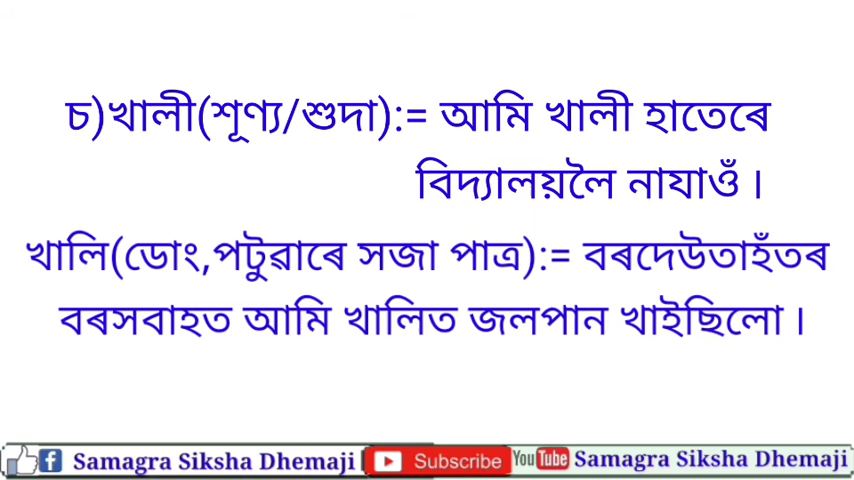 চ)খালী(শূণ্য/শুদা):= আমি খালী হাতেৰে
বিদ্যালয়লৈ নাযাওঁ ।
খালি(ডোং,পটুৱাৰে সজা পাত্ৰ):= বৰদেউতাহঁতৰ
বৰসবাহত আমি খালিত জলপান খাইছিলো ।
Samagra Siksha Dhemaji Subscribe YouTube Samagra Siksha Dhemaji